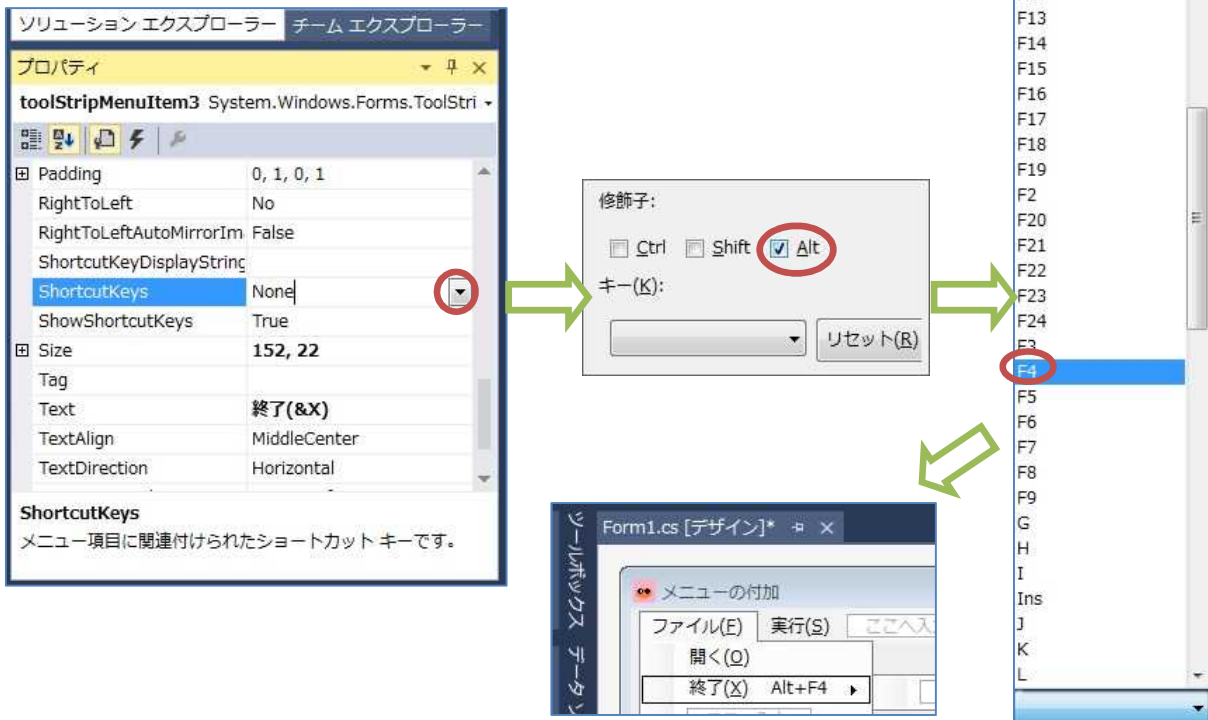 ソリューション エクスプローラー チーム エクスプローラー
プロパティ
toolStripMenuItem3 System.Windows.Forms.ToolStri
Padding 0, 1, 0, 1
RightToLeft No
RightToLeftAutoMirrorIm False
ShortcutKeyDisplayString
ShortcutKeys None
ShowShortcutKeys True
Size 152, 22
Tag
Text 終了(&X)
TextAlign MiddleCenter
TextDirection Horizontal
ShortcutKeys
メニュー項目に関連付けられたショートカット キーです。
修飾子:
Ctrl Shift Alt
キー(K):
リセット(R)
F13
F14
F15
F16
F17
F18
F19
F2
F20
F21
F22
F23
F24
F3
F4
F5
F6
F7
F8
F9
G
H
I
Ins
J
K
L
ツールボックス
データ ソ
Form1.cs [デザイン]*
メニューの付加
ファイル(F) 実行(S) ここへ入
開く(O)
終了(X) Alt+F4